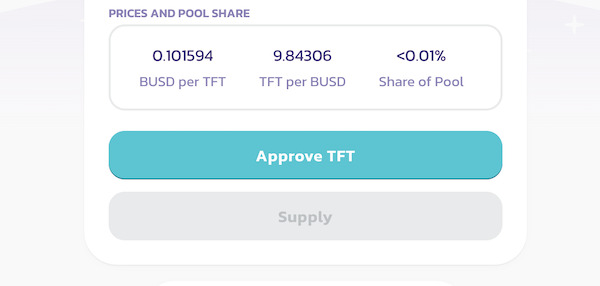 PRICES AND POOL SHARE
0.101594 9.84306 <0.01%
BUSD per TFT TFT per BUSD Share of Pool
Approve TFT
Supply